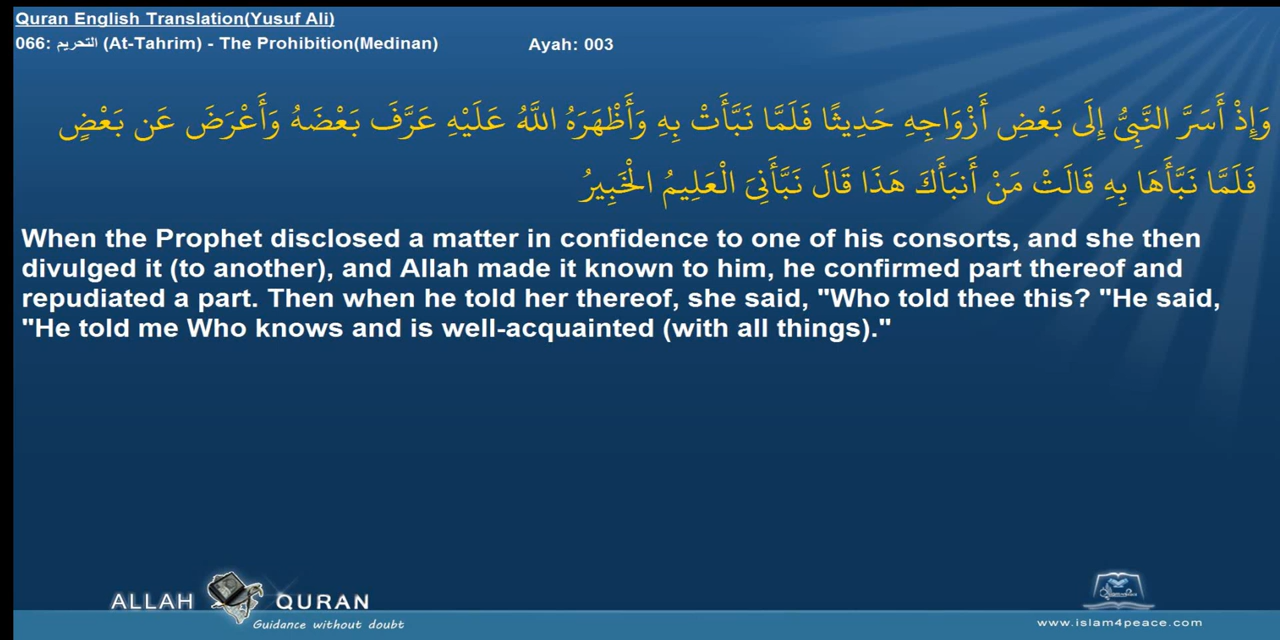 Quran English Translation(Yusuf Ali)
066: التحريم (At-Tahrim) - The Prohibition(Medinan) Ayah: 003
وَإِذْ أَسَرَّ النَّبِيُّ إِلَى بَعْضِ أَزْوَاجِهِ حَدِيثًا فَلَمَّا نَبَّأَتْ بِهِ وَأَظْهَرَهُ اللَّهُ عَلَيْهِ عَرَّفَ بَعْضَهُ وَأَعْرَضَ عَن بَعْضٍ
فَلَمَّا نَبَّأَهَا بِهِ قَالَتْ مَنْ أَنبَأَكَ هَذَا قَالَ نَبَّأَنِىَ الْعَلِيمُ الْخَبِيرُ
When the Prophet disclosed a matter in confidence to one of his consorts, and she then
divulged it (to another), and Allah made it known to him, he confirmed part thereof and
repudiated a part. Then when he told her thereof, she said, "Who told thee this? "He said,
"He told me Who knows and is well-acquainted (with all things)."
ALLAH QURAN
Guidance without doubt
www.islam4peace.com